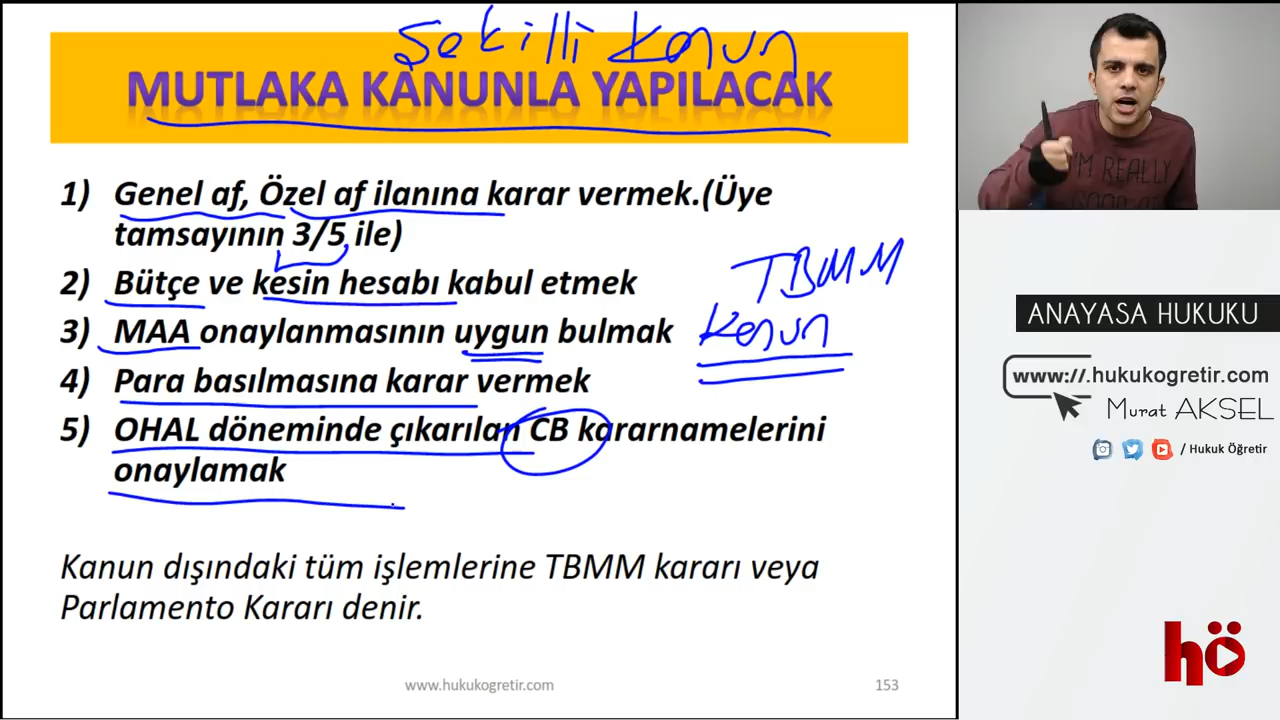 Şekilli Kanun
MUTLAKA KANUNLA YAPILACAK
1) Genel af, Özel af ilanına karar vermek.(Üye
tamsayının 3/5 ile)
2) Bütçe ve kesin hesabı kabul etmek
3) MAA onaylanmasının uygun bulmak
4) Para basılmasına karar vermek
5) OHAL döneminde çıkarılan CB kararnamelerini
onaylamak
TBMM
Kanun
Kanun dışındaki tüm işlemlerine TBMM kararı veya
Parlamento Kararı denir.
www.hukukogretir.com
153
I'M REALLY
GOOD AT
ANAYASA HUKUKU
www://.hukukogretir.com
Murat AKSEL
/ Hukuk Öğretir
hö